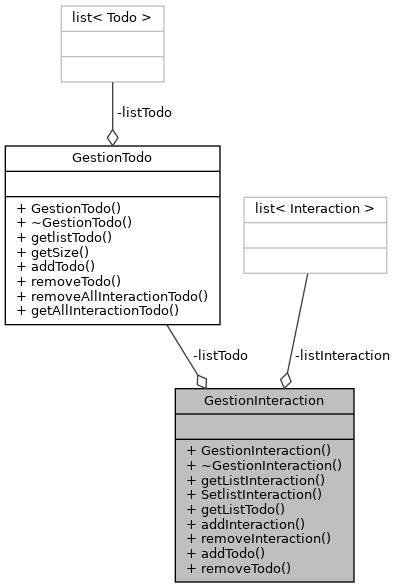 list< Todo >
-listTodo
GestionTodo
+ GestionTodo()
+ ~GestionTodo()
+ getlistTodo()
+ getSize()
+ addTodo()
+ removeTodo()
+ removeAllInteractionTodo()
+ getAllInteractionTodo()
list< Interaction >
-listTodo
-listInteraction
GestionInteraction
+ GestionInteraction()
+ ~GestionInteraction()
+ getListInteraction()
+ SetlistInteraction()
+ getListTodo()
+ addInteraction()
+ removeInteraction()
+ addTodo()
+ removeTodo()